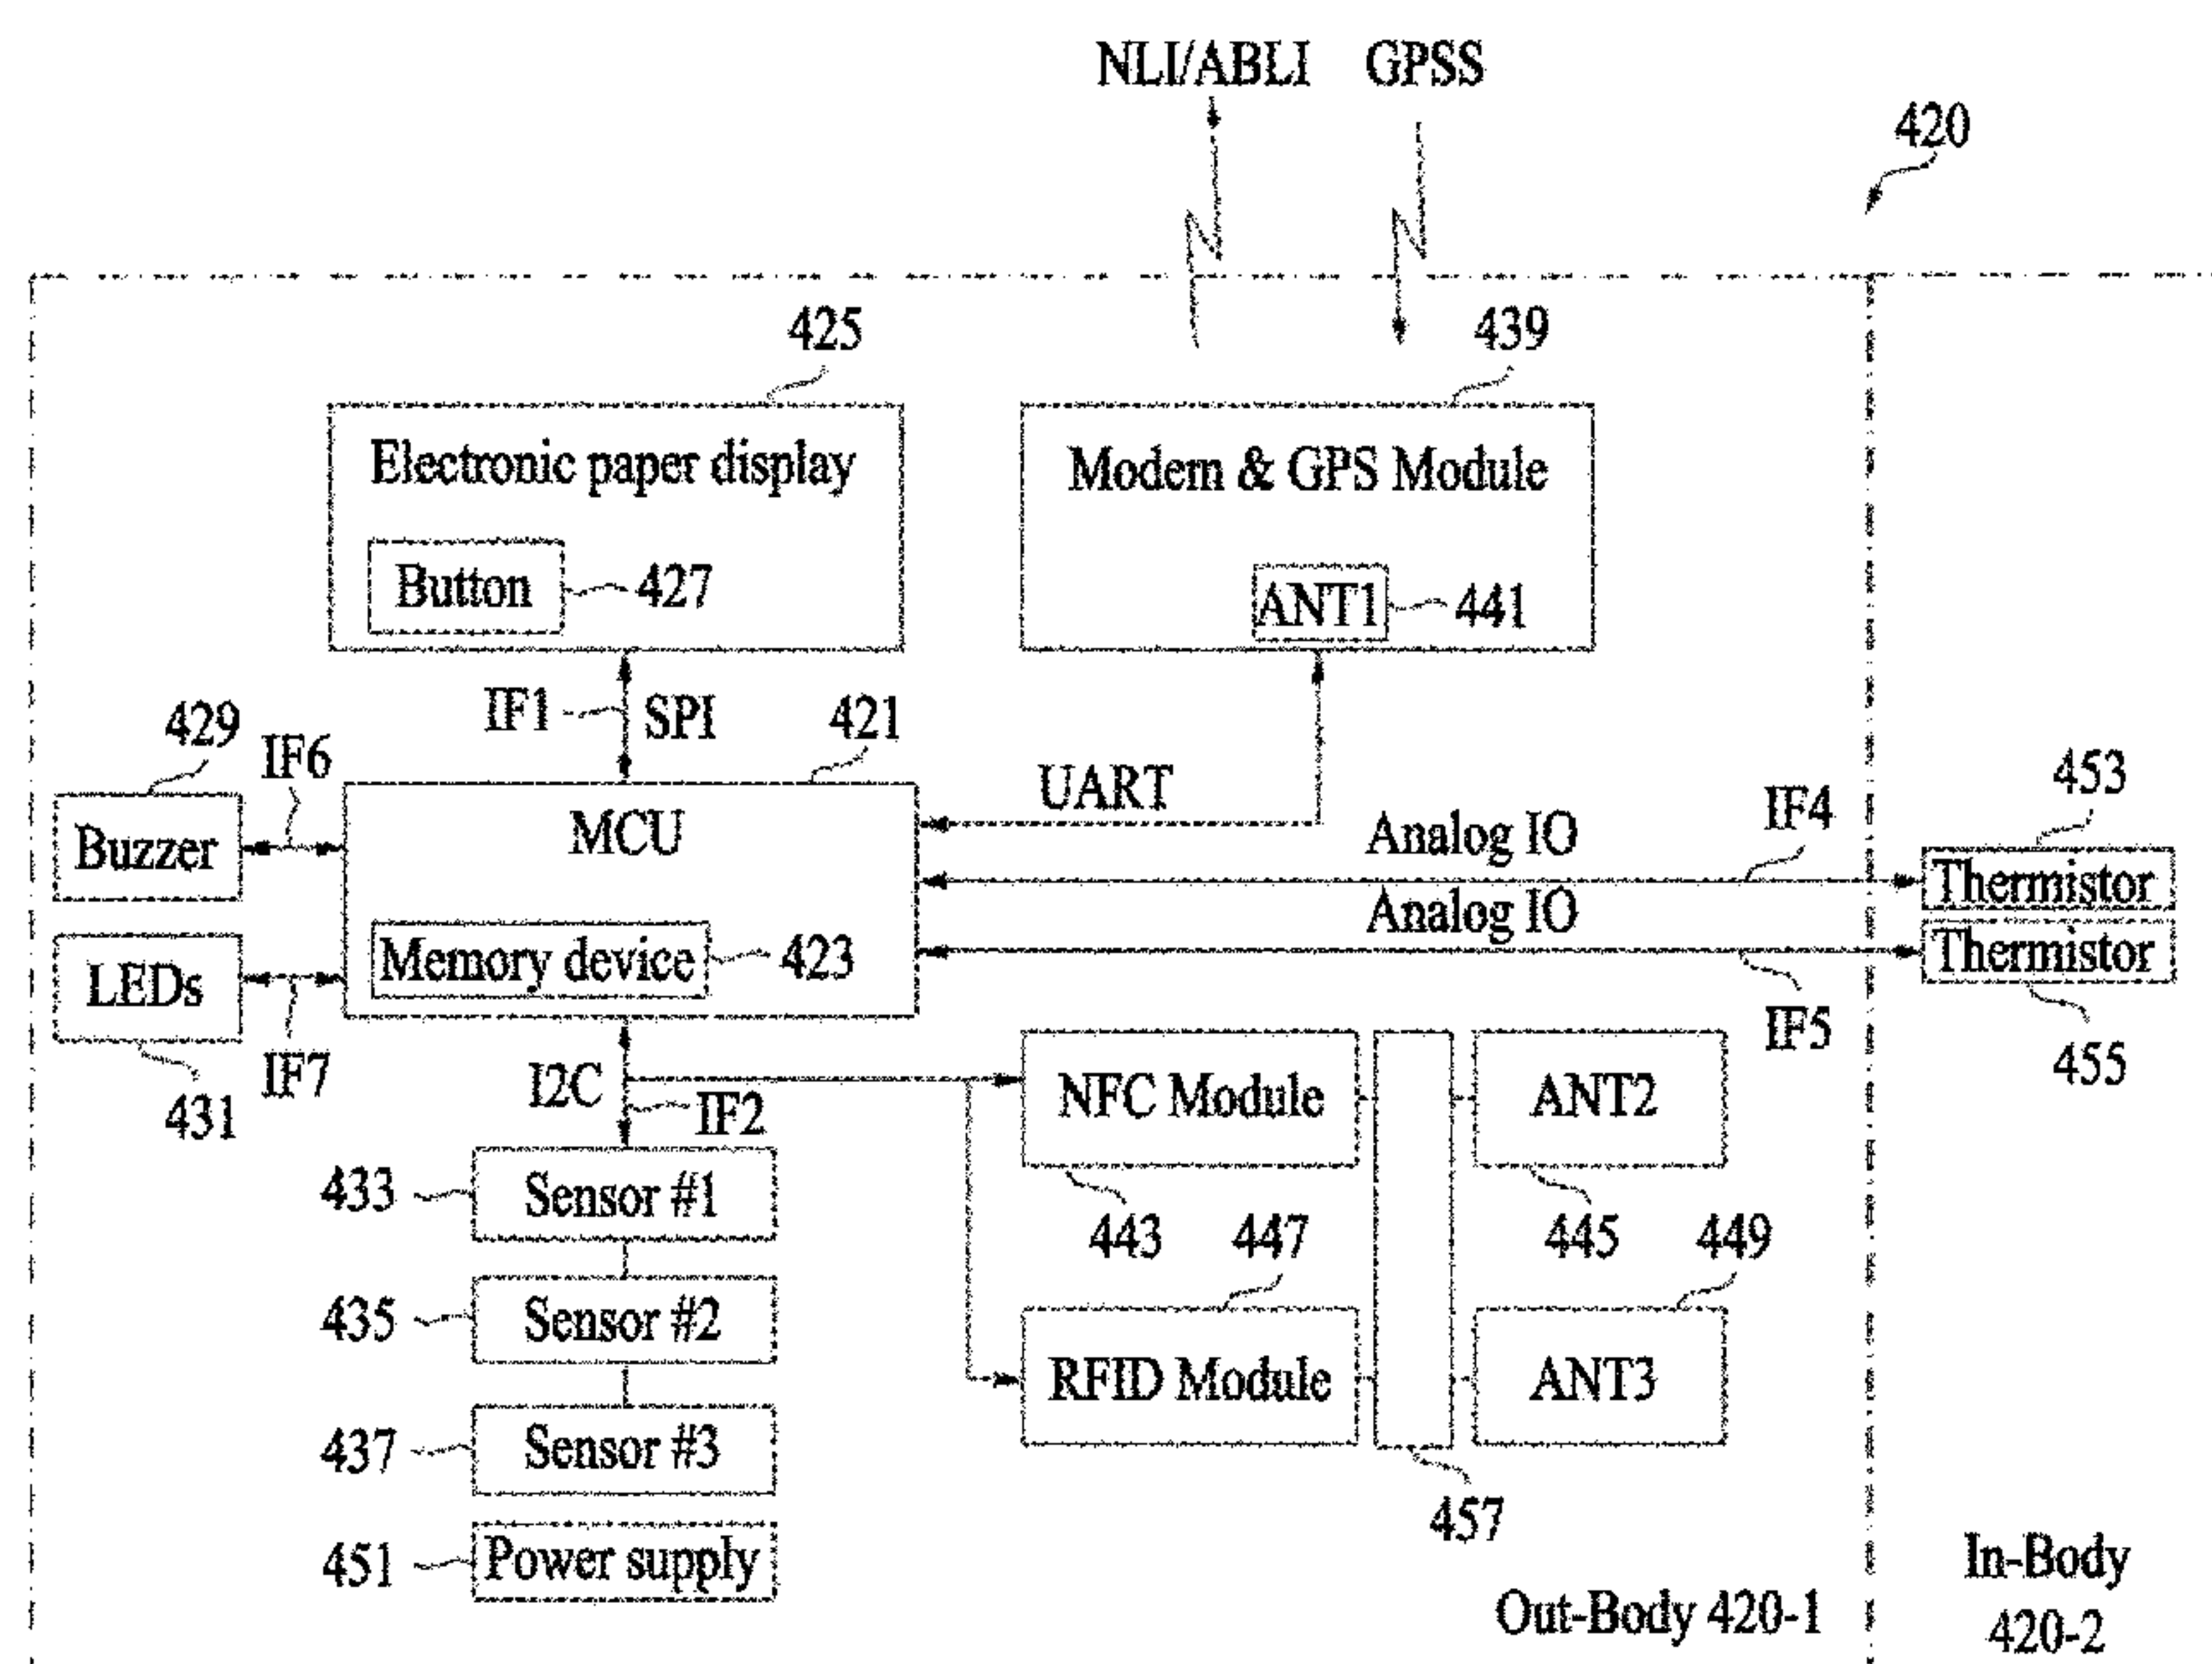 NLI/ABLI GPSS
420
425
439
Electronic paper display
Modem & GPS Module
Button 427
ANT1 441
IF1 SPI 421
429 IF6
UART
453
IF4
Buzzer
MCU
Analog IO
Thermistor
Analog IO
LEDs
Memory device 423
Thermistor
IF5
431 IF7
I2C
IF2
NFC Module
ANT2
455
433 Sensor #1
443 447
445 449
435 Sensor #2
RFID Module
ANT3
437 Sensor #3
457
451 Power supply
Out-Body 420-1
In-Body
420-2